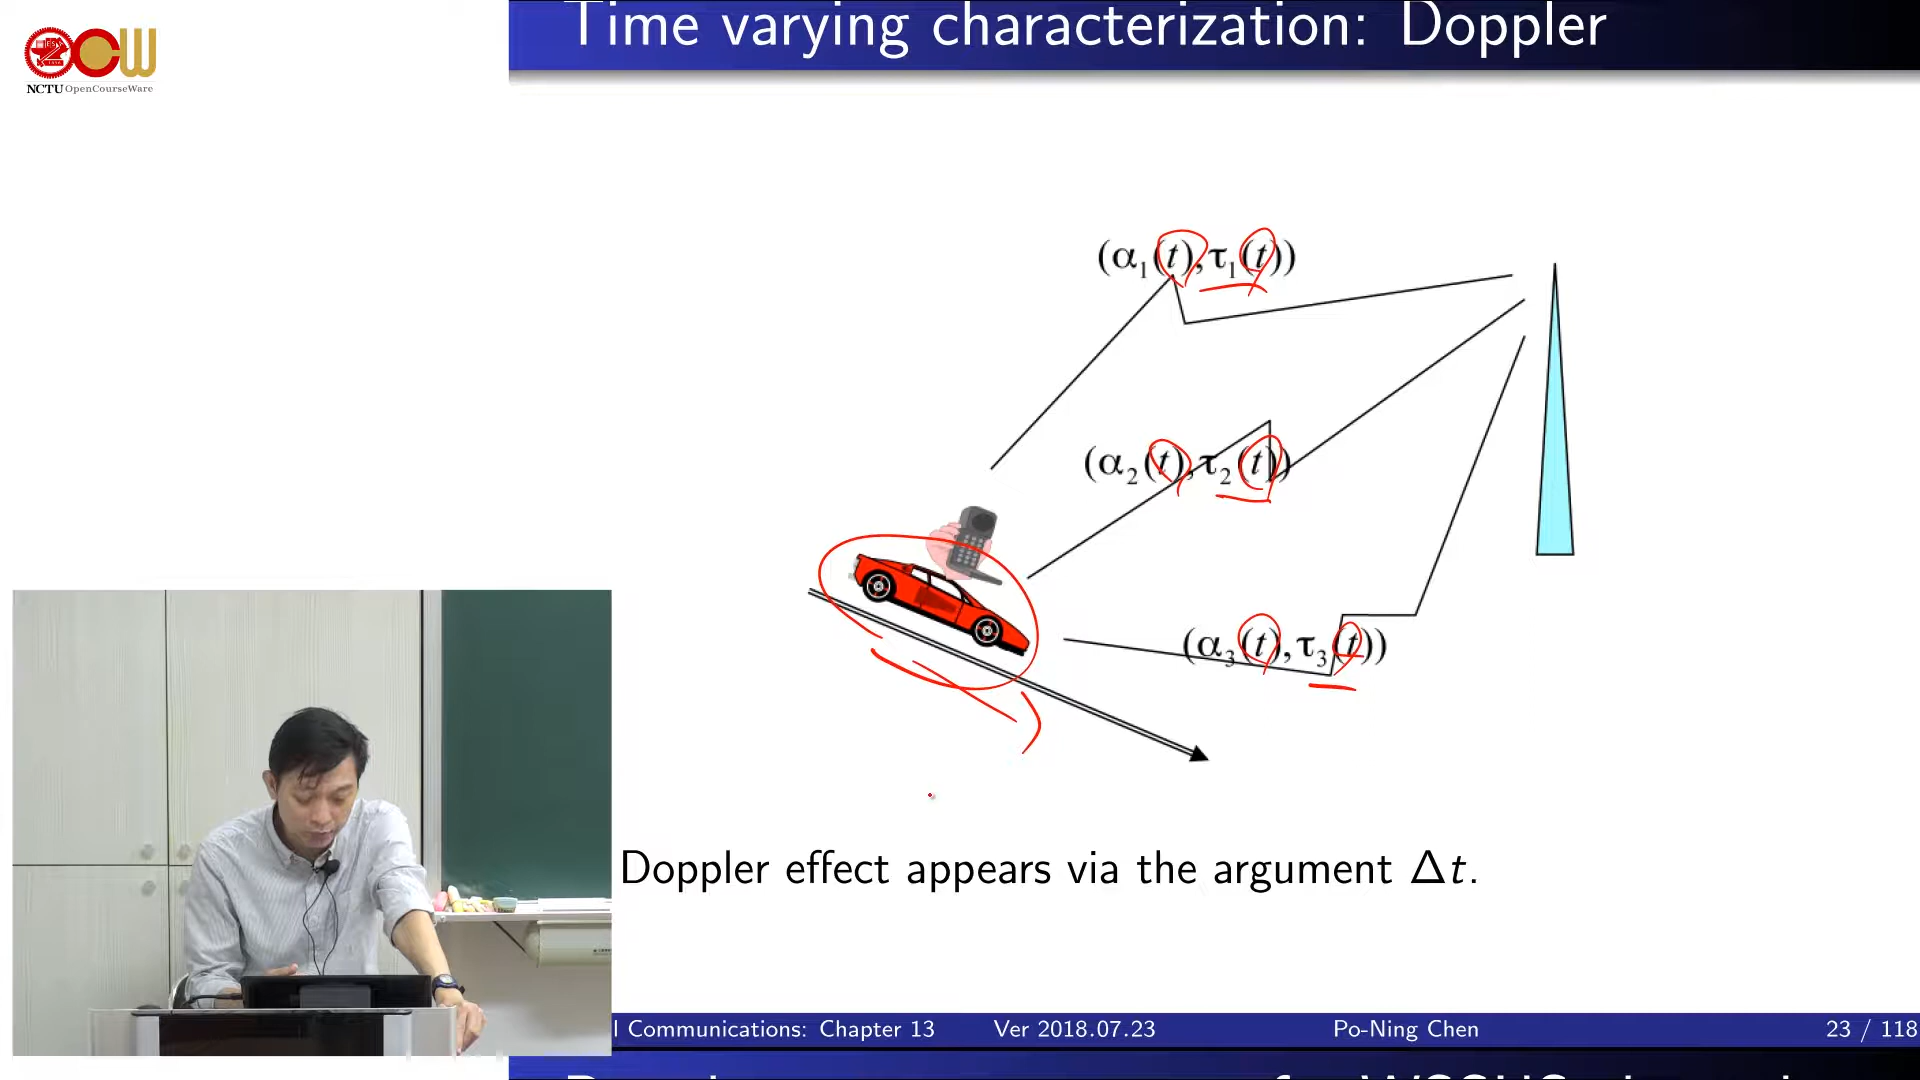 Time varying characterization: Doppler
NCTU OpenCourseWare
(α₁(t),τ₁(t))
(α₂(t),τ₂(t))
(α₃(t),τ₃(t))
Doppler effect appears via the argument Δt.
l Communications: Chapter 13 Ver 2018.07.23 Po-Ning Chen 23 / 118